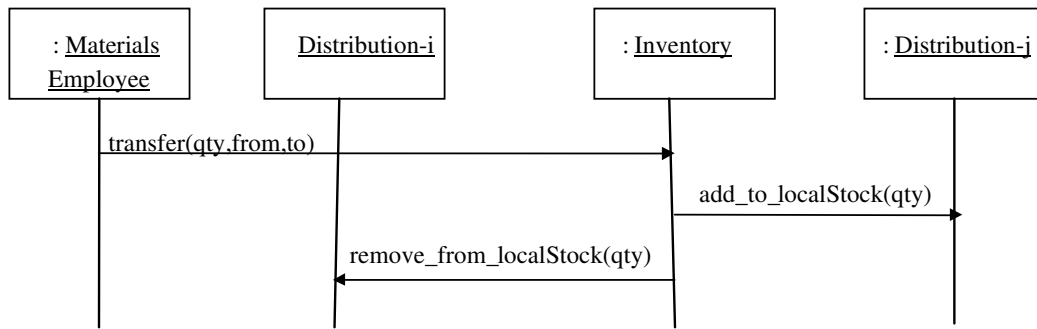 : Materials
Employee
Distribution-i
: Inventory
: Distribution-j
transfer(qty,from,to)
add_to_localStock(qty)
remove_from_localStock(qty)